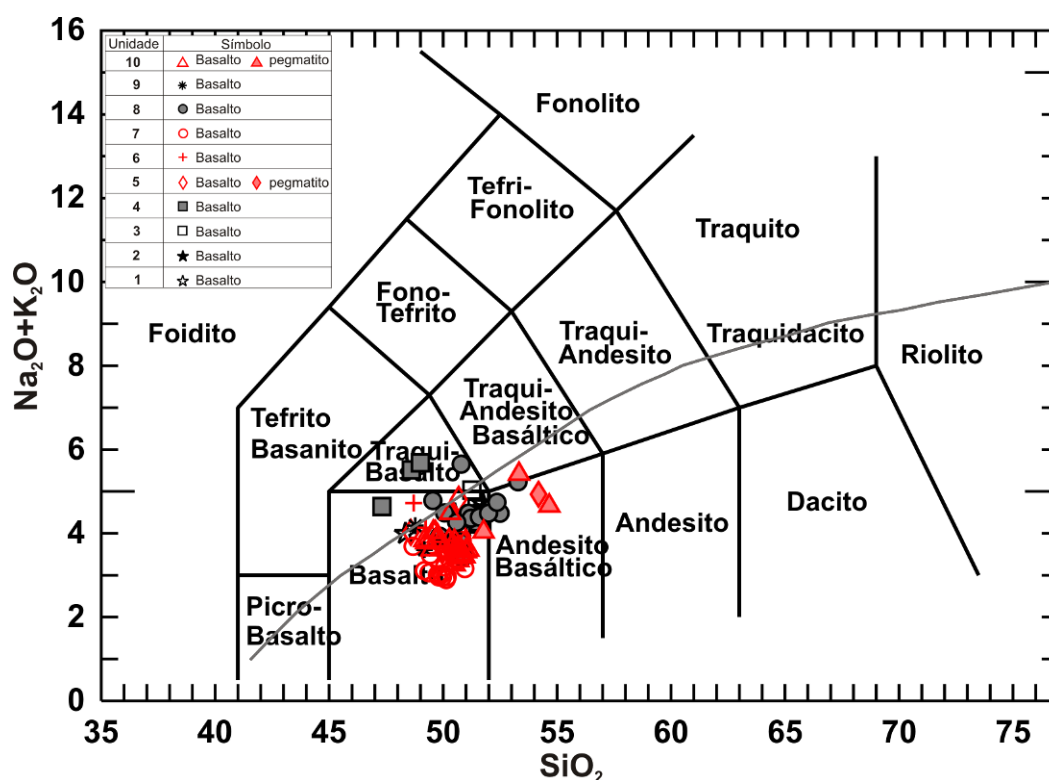 Unidade Símbolo
10 Basalto pegmatito
9 Basalto
8 Basalto
7 Basalto
6 Basalto
5 Basalto pegmatito
4 Basalto
3 Basalto
2 Basalto
1 Basalto
Na₂O+K₂O
16
14
12
10
8
6
4
2
0
Fonolito
Tefri-
Fonolito
Traquito
Fono-
Tefrito
Foidito
Traqui-
Andesito
Traquidacito
Riolito
Tefrito
Basanito
Traqui-
Basalto
Traqui-
Andesito
Basáltico
Dacito
Andesito
Andesito
Basáltico
Basalto
Picro-
Basalto
35 40 45 50 55 60 65 70 75
SiO₂